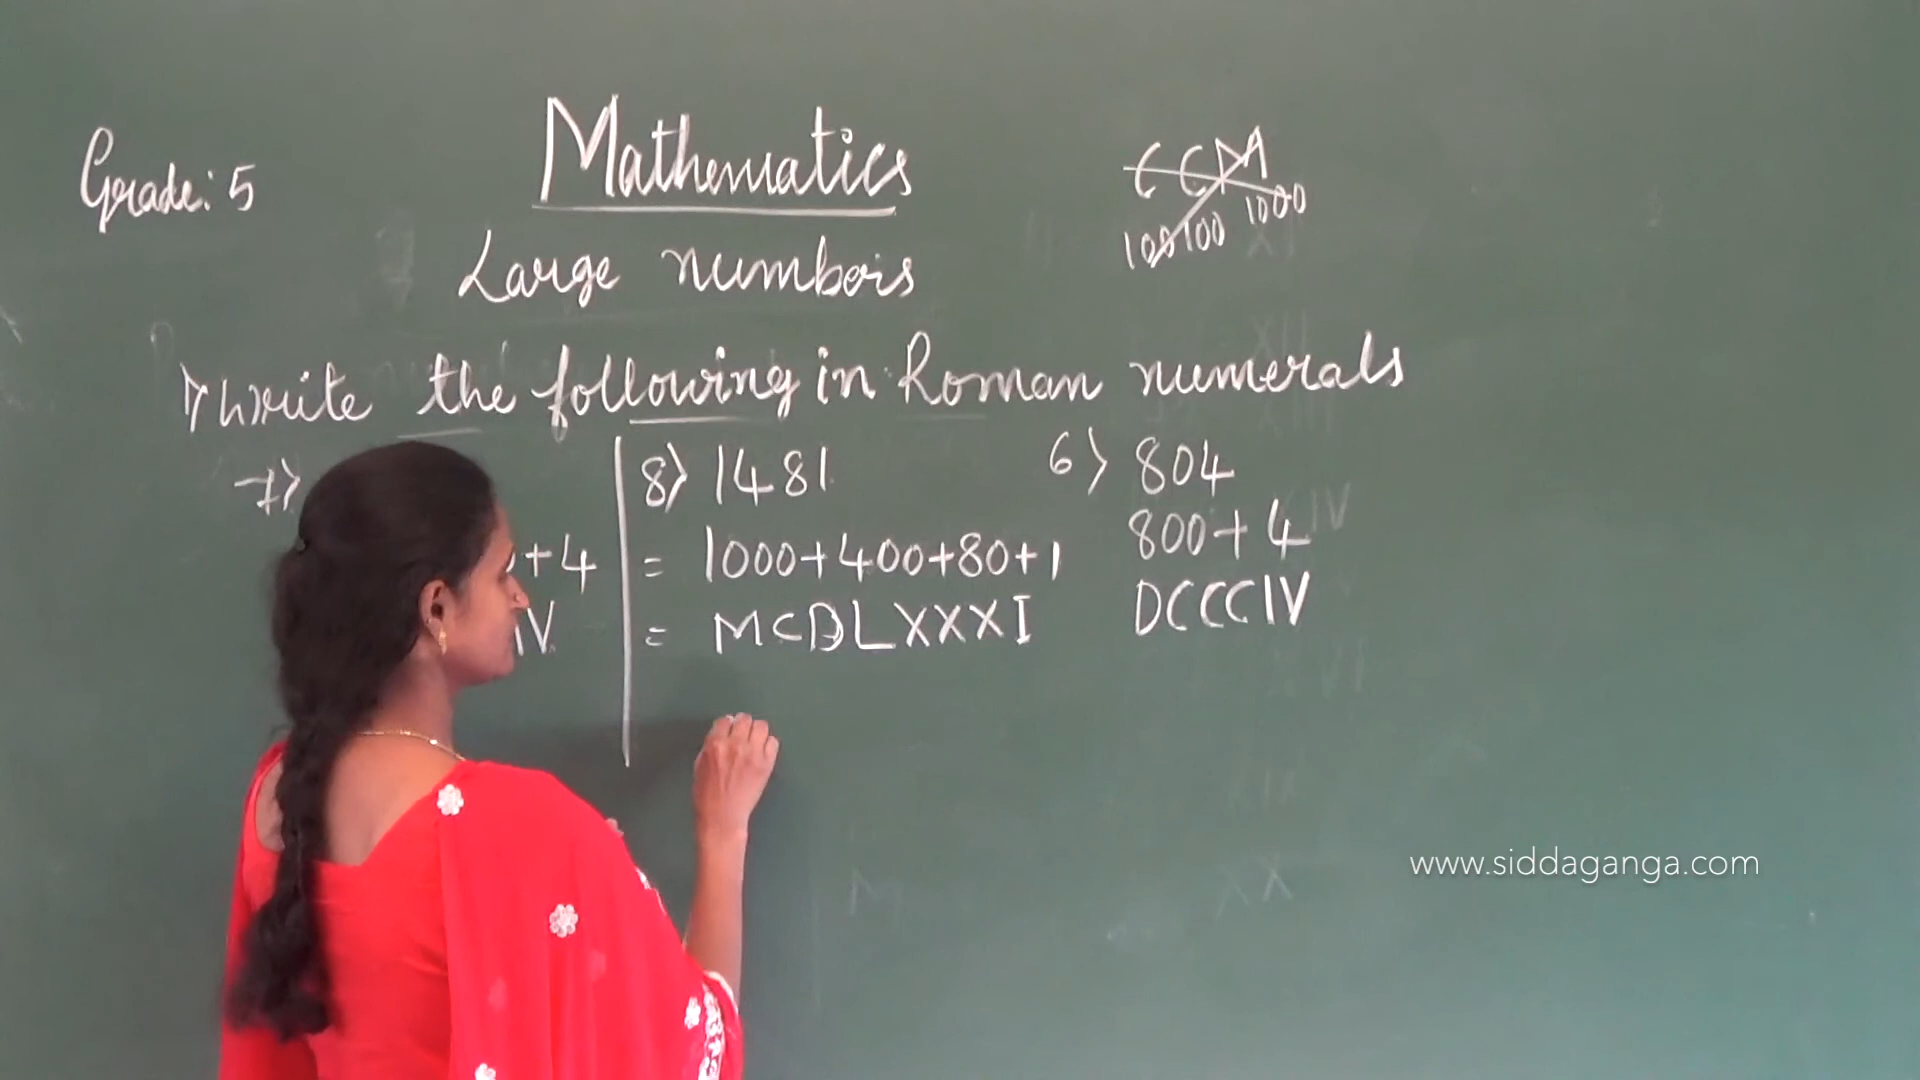 Grade: 5
Mathematics
CCM
100 100 1000
Large numbers
I> Write the following in Roman numerals
7>
+4
IV
8> 1481
= 1000+400+80+1
= MCDLXXXI
6> 804
800+4
DCCCIV
www.siddaganga.com